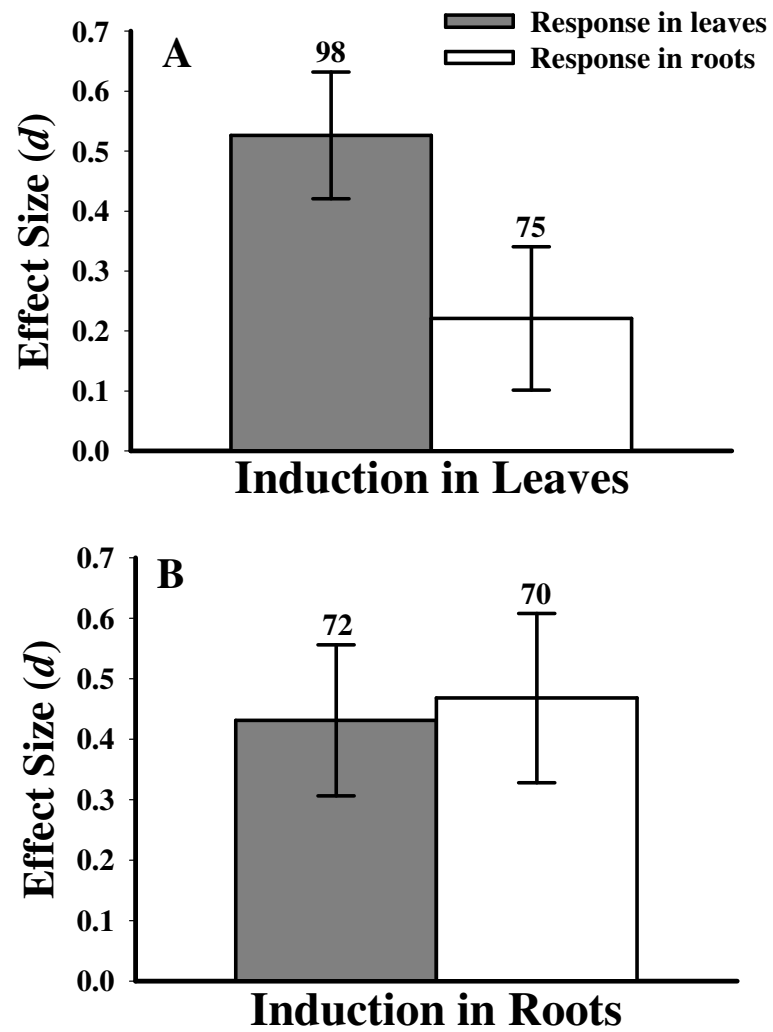 Response in leaves
Response in roots
A
Effect Size (d)
0.7
0.6
0.5
0.4
0.3
0.2
0.1
0.0
98
75
Induction in Leaves
B
Effect Size (d)
0.7
0.6
0.5
0.4
0.3
0.2
0.1
0.0
72
70
Induction in Roots